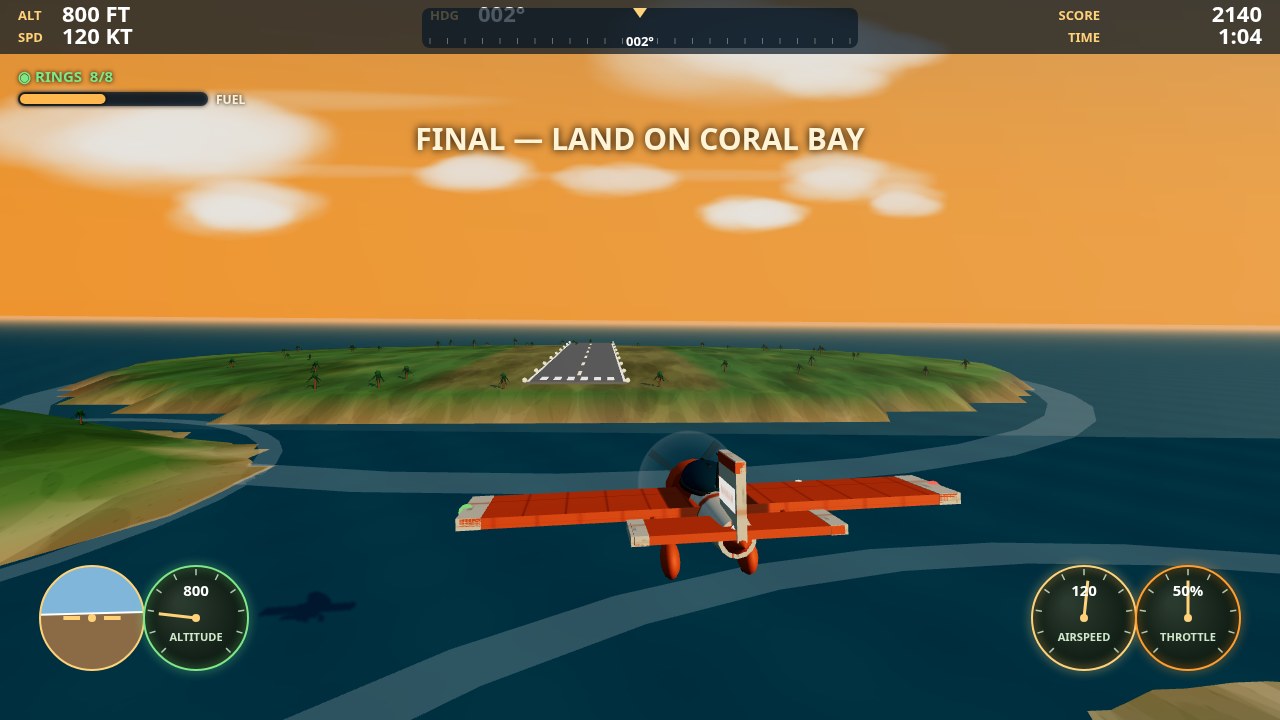 ALT 800 FT
SPD 120 KT
HDG 002°
002°
SCORE 2140
TIME 1:04
◉ RINGS 8/8
FUEL
FINAL — LAND ON CORAL BAY
800
ALTITUDE
120
AIRSPEED
50%
THROTTLE